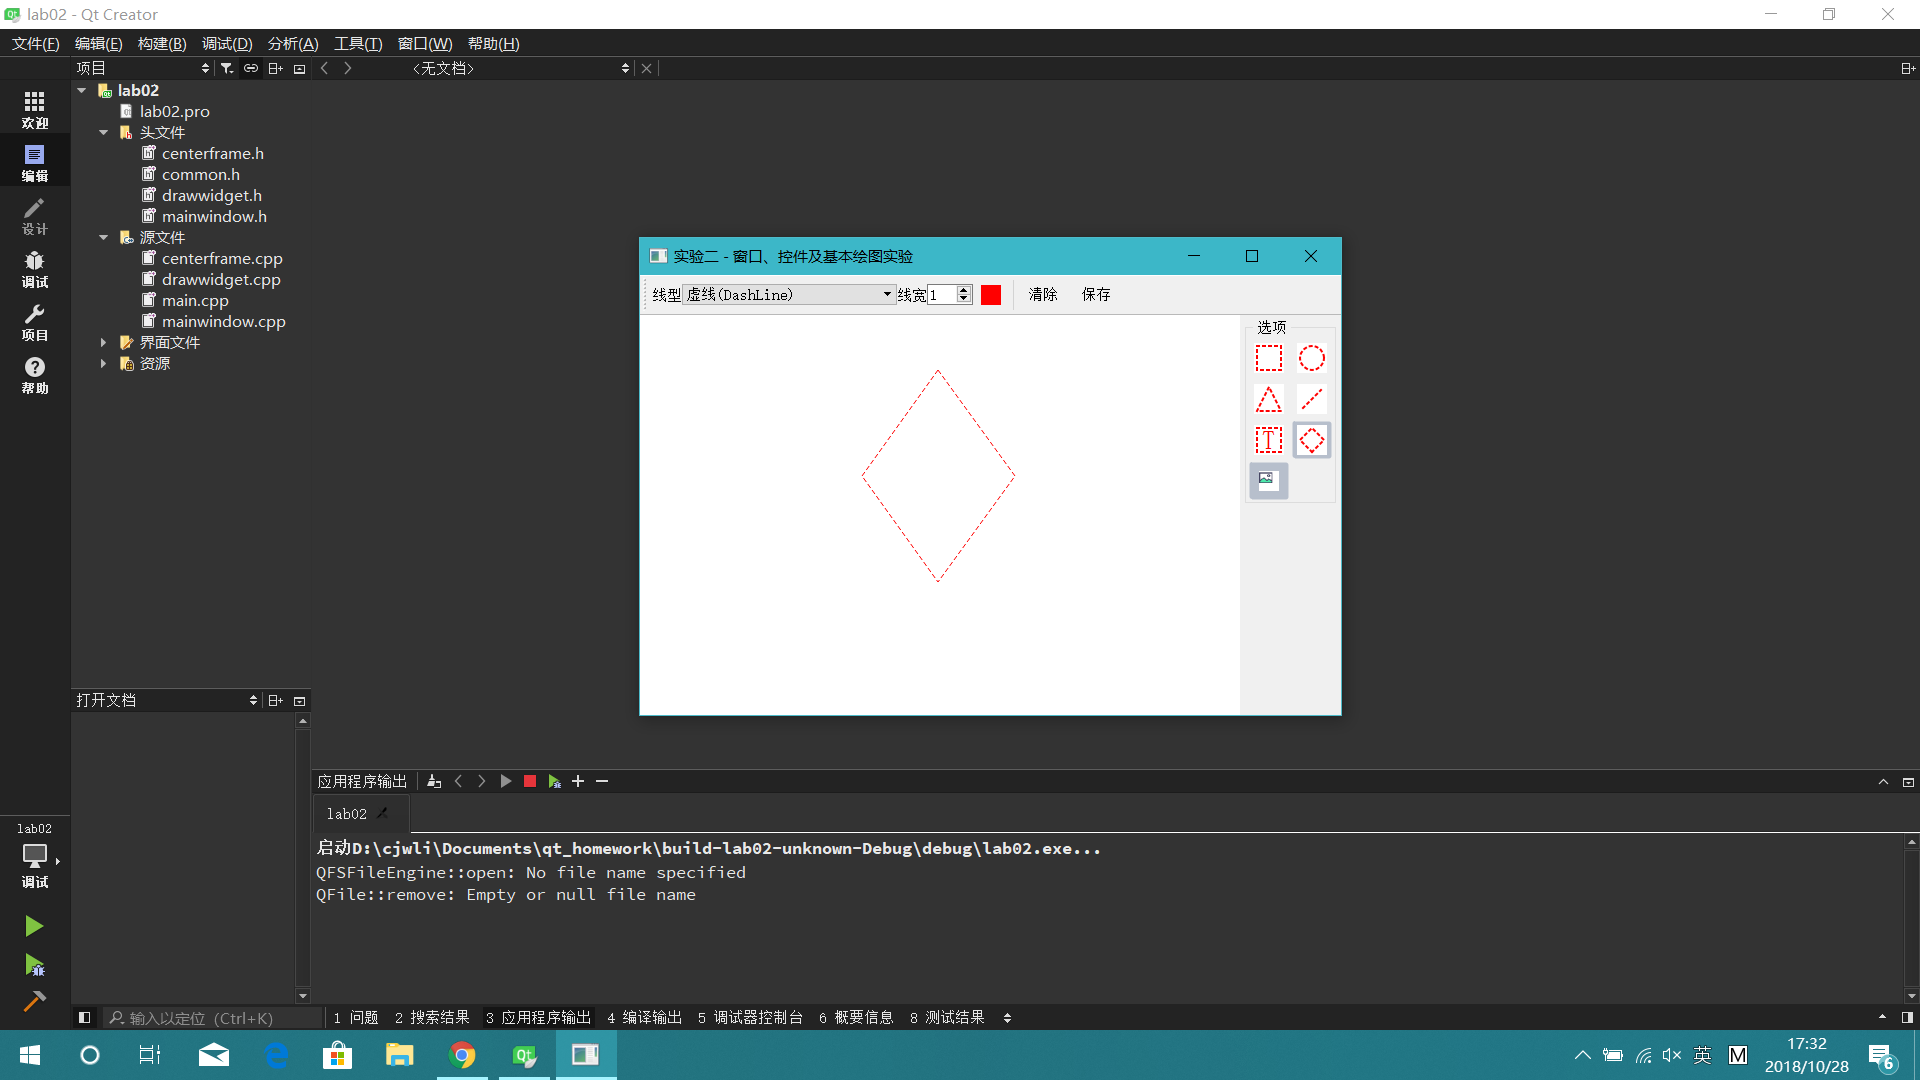 lab02 - Qt Creator
文件(F) 编辑(E) 构建(B) 调试(D) 分析(A) 工具(T) 窗口(W) 帮助(H)
项目
<无文档>
欢迎
编辑
设计
调试
项目
帮助
lab02
lab02.pro
头文件
centerframe.h
common.h
drawwidget.h
mainwindow.h
源文件
centerframe.cpp
drawwidget.cpp
main.cpp
mainwindow.cpp
界面文件
资源
实验二 - 窗口、控件及基本绘图实验
线型 虚线(DashLine) 线宽 1 清除 保存
选项
T
打开文档
lab02
调试
应用程序输出
lab02
启动D:\cjwli\Documents\qt_homework\build-lab02-unknown-Debug\debug\lab02.exe...
QFSFileEngine::open: No file name specified
QFile::remove: Empty or null file name
输入以定位 (Ctrl+K)
1 问题 2 搜索结果 3 应用程序输出 4 编译输出 5 调试器控制台 6 概要信息 8 测试结果
Qt
英
M
17:32
2018/10/28
6